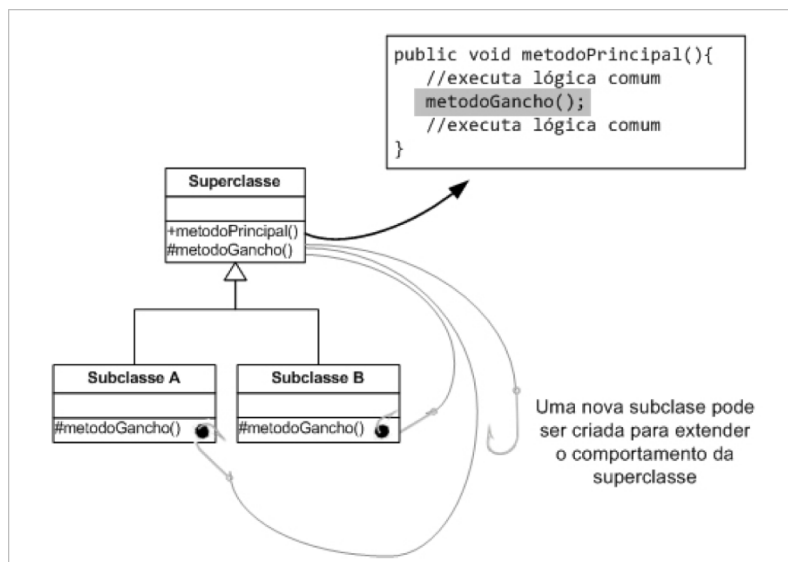 public void metodoPrincipal(){
//executa lógica comum
metodoGancho();
//executa lógica comum
}
Superclasse
+metodoPrincipal()
#metodoGancho()
Subclasse A
#metodoGancho()
Subclasse B
#metodoGancho()
Uma nova subclase pode
ser criada para extender
o comportamento da
superclasse